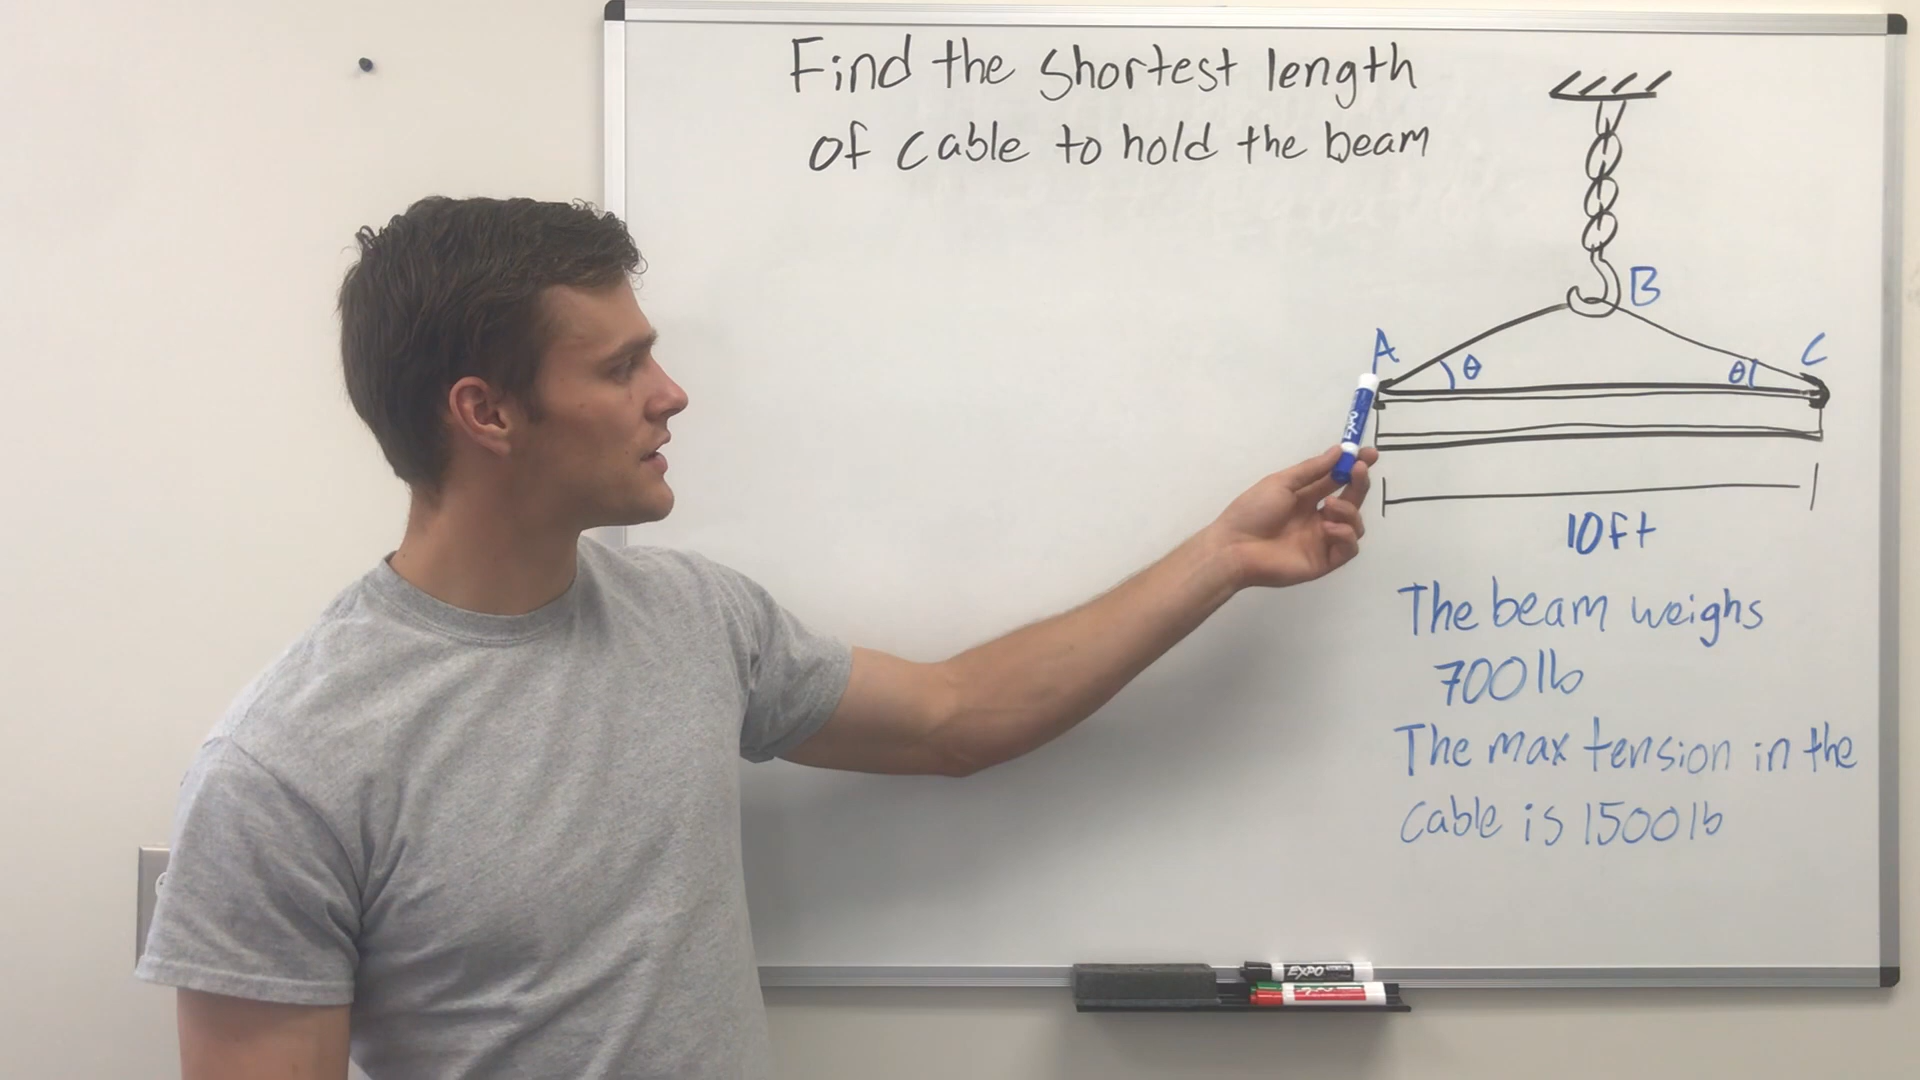 Find the shortest length
of cable to hold the beam
B
A
θ
θ
C
EXPO
10ft
The beam weighs
700lb
The max tension in the
cable is 1500lb
EXPO